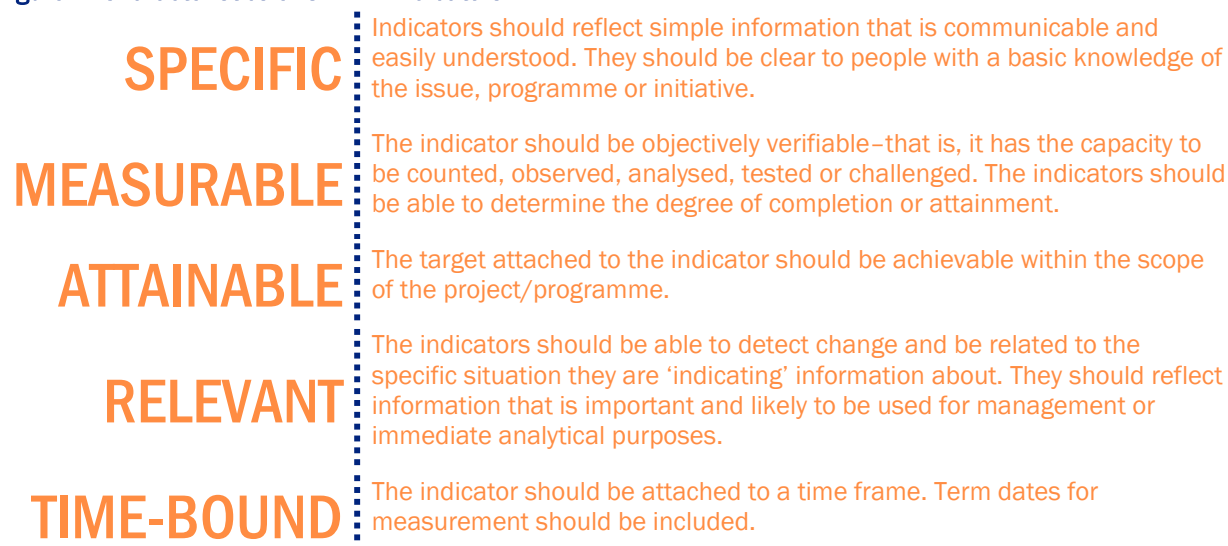 SPECIFIC
Indicators should reflect simple information that is communicable and
easily understood. They should be clear to people with a basic knowledge of
the issue, programme or initiative.
MEASURABLE
The indicator should be objectively verifiable–that is, it has the capacity to
be counted, observed, analysed, tested or challenged. The indicators should
be able to determine the degree of completion or attainment.
ATTAINABLE
The target attached to the indicator should be achievable within the scope
of the project/programme.
RELEVANT
The indicators should be able to detect change and be related to the
specific situation they are ‘indicating’ information about. They should reflect
information that is important and likely to be used for management or
immediate analytical purposes.
TIME-BOUND
The indicator should be attached to a time frame. Term dates for
measurement should be included.